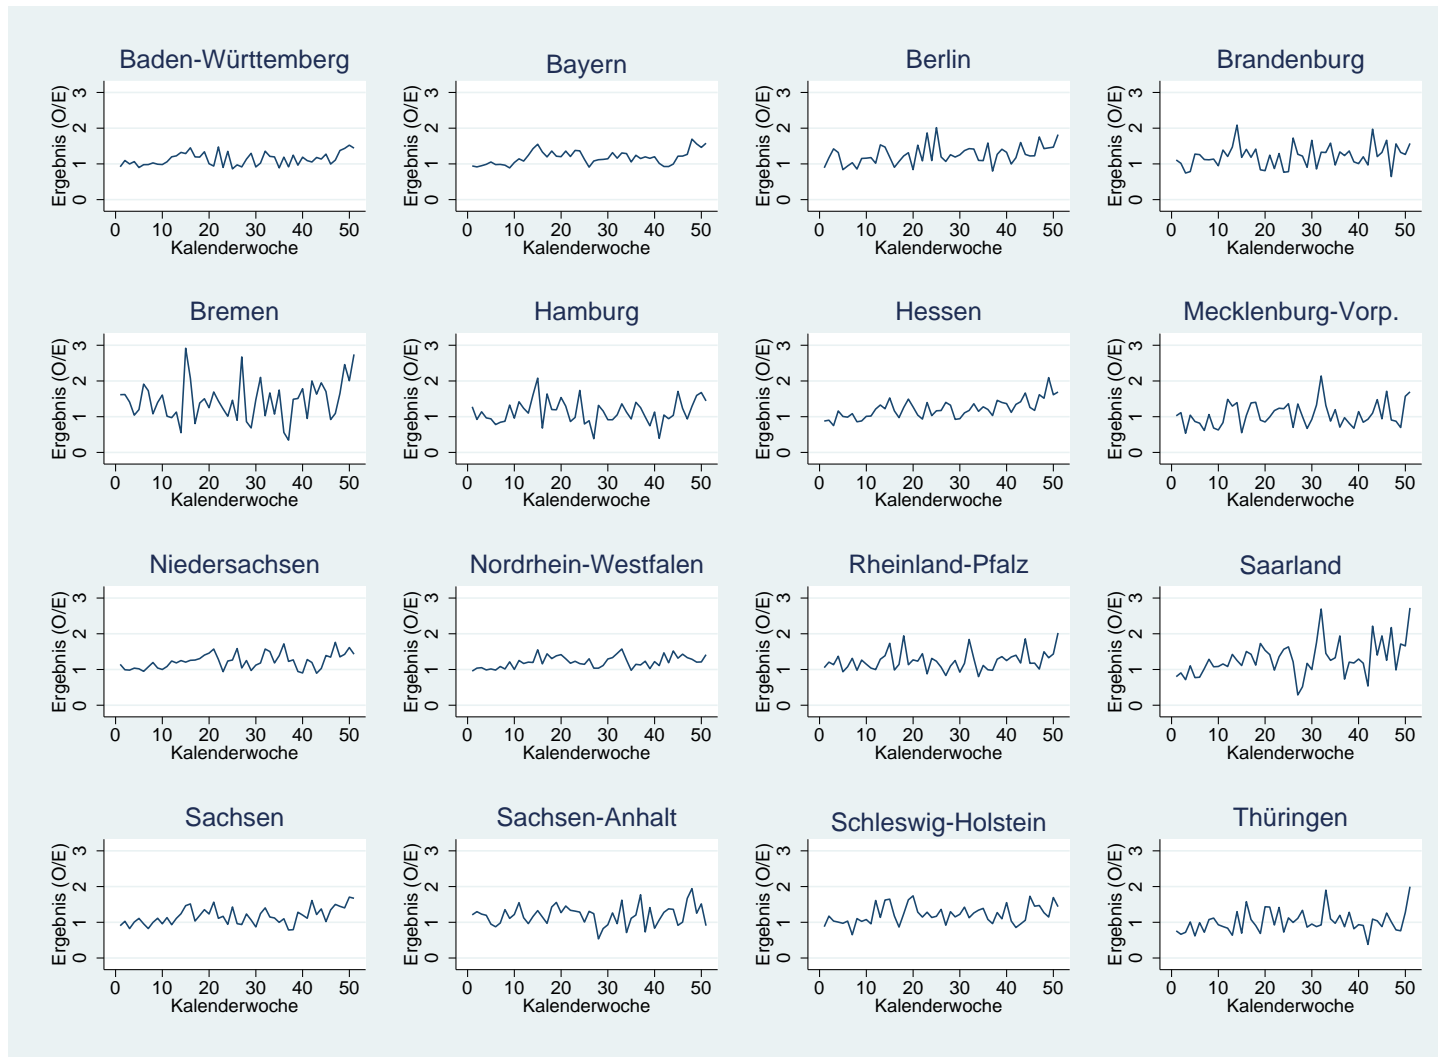 Baden-Württemberg
Bayern
Berlin
Brandenburg
Ergebnis (O/E)
0 1 2 3
0 10 20 30 40 50
Kalenderwoche
Ergebnis (O/E)
0 1 2 3
0 10 20 30 40 50
Kalenderwoche
Ergebnis (O/E)
0 1 2 3
0 10 20 30 40 50
Kalenderwoche
Ergebnis (O/E)
0 1 2 3
0 10 20 30 40 50
Kalenderwoche
Bremen
Hamburg
Hessen
Mecklenburg-Vorp.
Ergebnis (O/E)
0 1 2 3
0 10 20 30 40 50
Kalenderwoche
Ergebnis (O/E)
0 1 2 3
0 10 20 30 40 50
Kalenderwoche
Ergebnis (O/E)
0 1 2 3
0 10 20 30 40 50
Kalenderwoche
Ergebnis (O/E)
0 1 2 3
0 10 20 30 40 50
Kalenderwoche
Niedersachsen
Nordrhein-Westfalen
Rheinland-Pfalz
Saarland
Ergebnis (O/E)
0 1 2 3
0 10 20 30 40 50
Kalenderwoche
Ergebnis (O/E)
0 1 2 3
0 10 20 30 40 50
Kalenderwoche
Ergebnis (O/E)
0 1 2 3
0 10 20 30 40 50
Kalenderwoche
Ergebnis (O/E)
0 1 2 3
0 10 20 30 40 50
Kalenderwoche
Sachsen
Sachsen-Anhalt
Schleswig-Holstein
Thüringen
Ergebnis (O/E)
0 1 2 3
0 10 20 30 40 50
Kalenderwoche
Ergebnis (O/E)
0 1 2 3
0 10 20 30 40 50
Kalenderwoche
Ergebnis (O/E)
0 1 2 3
0 10 20 30 40 50
Kalenderwoche
Ergebnis (O/E)
0 1 2 3
0 10 20 30 40 50
Kalenderwoche